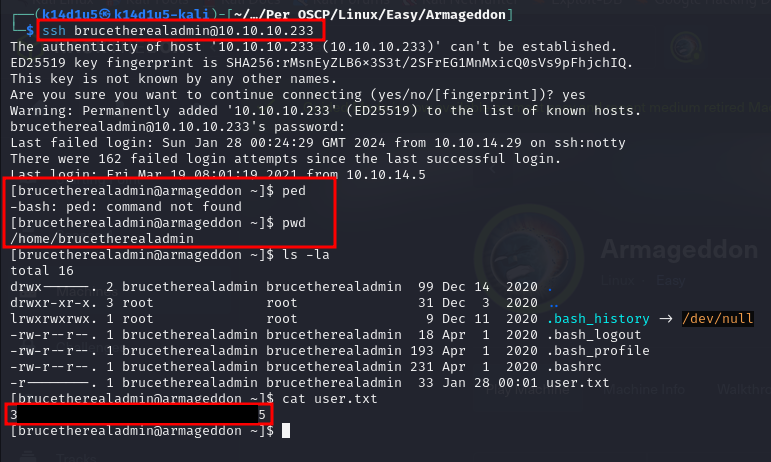 ┌──(k14d1u5㉿k14d1u5-kali)-[~/…/Per OSCP/Linux/Easy/Armageddon]
└─$ ssh brucetherealadmin@10.10.10.233
The authenticity of host '10.10.10.233 (10.10.10.233)' can't be established.
ED25519 key fingerprint is SHA256:rMsnEyZLB6x3S3t/2SFrEG1MnMxicQ0sVs9pFhjchIQ.
This key is not known by any other names.
Are you sure you want to continue connecting (yes/no/[fingerprint])? yes
Warning: Permanently added '10.10.10.233' (ED25519) to the list of known hosts.
brucetherealadmin@10.10.10.233's password:
Last failed login: Sun Jan 28 00:24:29 GMT 2024 from 10.10.14.29 on ssh:notty
There were 162 failed login attempts since the last successful login.
Last login: Fri Mar 19 08:01:19 2021 from 10.10.14.5
[brucetherealadmin@armageddon ~]$ ped
-bash: ped: command not found
[brucetherealadmin@armageddon ~]$ pwd
/home/brucetherealadmin
[brucetherealadmin@armageddon ~]$ ls -la
total 16
drwx------. 2 brucetherealadmin brucetherealadmin  99 Dec 14  2020 .
drwxr-xr-x. 3 root              root               31 Dec  3  2020 ..
lrwxrwxrwx. 1 root              root                9 Dec 11  2020 .bash_history -> /dev/null
-rw-r--r--. 1 brucetherealadmin brucetherealadmin  18 Apr  1  2020 .bash_logout
-rw-r--r--. 1 brucetherealadmin brucetherealadmin 193 Apr  1  2020 .bash_profile
-rw-r--r--. 1 brucetherealadmin brucetherealadmin 231 Apr  1  2020 .bashrc
-r--------. 1 brucetherealadmin brucetherealadmin  33 Jan 28 00:01 user.txt
[brucetherealadmin@armageddon ~]$ cat user.txt
3 5
[brucetherealadmin@armageddon ~]$
Armageddon
Linux Easy
Play Machine
Machine Info
Walkthro
Tracks